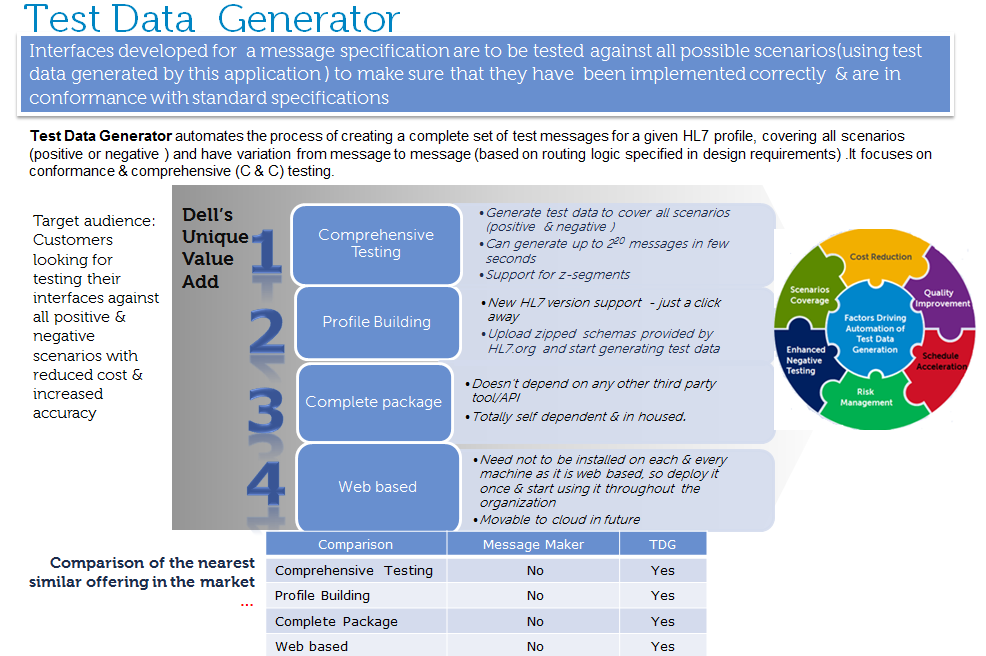 Test Data Generator
Interfaces developed for a message specification are to be tested against all possible scenarios(using test
data generated by this application ) to make sure that they have been implemented correctly & are in
conformance with standard specifications
Test Data Generator automates the process of creating a complete set of test messages for a given HL7 profile, covering all scenarios
(positive or negative ) and have variation from message to message (based on routing logic specified in design requirements) .It focuses on
conformance & comprehensive (C & C) testing.
Target audience:
Customers
looking for
testing their
interfaces against
all positive &
negative
scenarios with
reduced cost &
increased
accuracy
Dell's
Unique
Value
Add
1
Comprehensive
Testing
•Generate test data to cover all scenarios
(positive & negative )
•Can generate up to 2²⁰ messages in few
seconds
•Support for z-segments
2
Profile Building
•New HL7 version support - just a click
away
•Upload zipped schemas provided by
HL7.org and start generating test data
3
Complete package
•Doesn't depend on any other third party
tool/API
•Totally self dependent & in housed.
4
Web based
•Need not to be installed on each & every
machine as it is web based, so deploy it
once & start using it throughout the
organization
•Movable to cloud in future
Cost Reduction
Quality
Improvement
Schedule
Acceleration
Risk
Management
Enhanced
Negative
Testing
Scenarios
Coverage
Factors Driving
Automation of
Test Data
Generation
Comparison of the nearest
similar offering in the market
...
Comparison Message Maker TDG
Comprehensive Testing No Yes
Profile Building No Yes
Complete Package No Yes
Web based No Yes